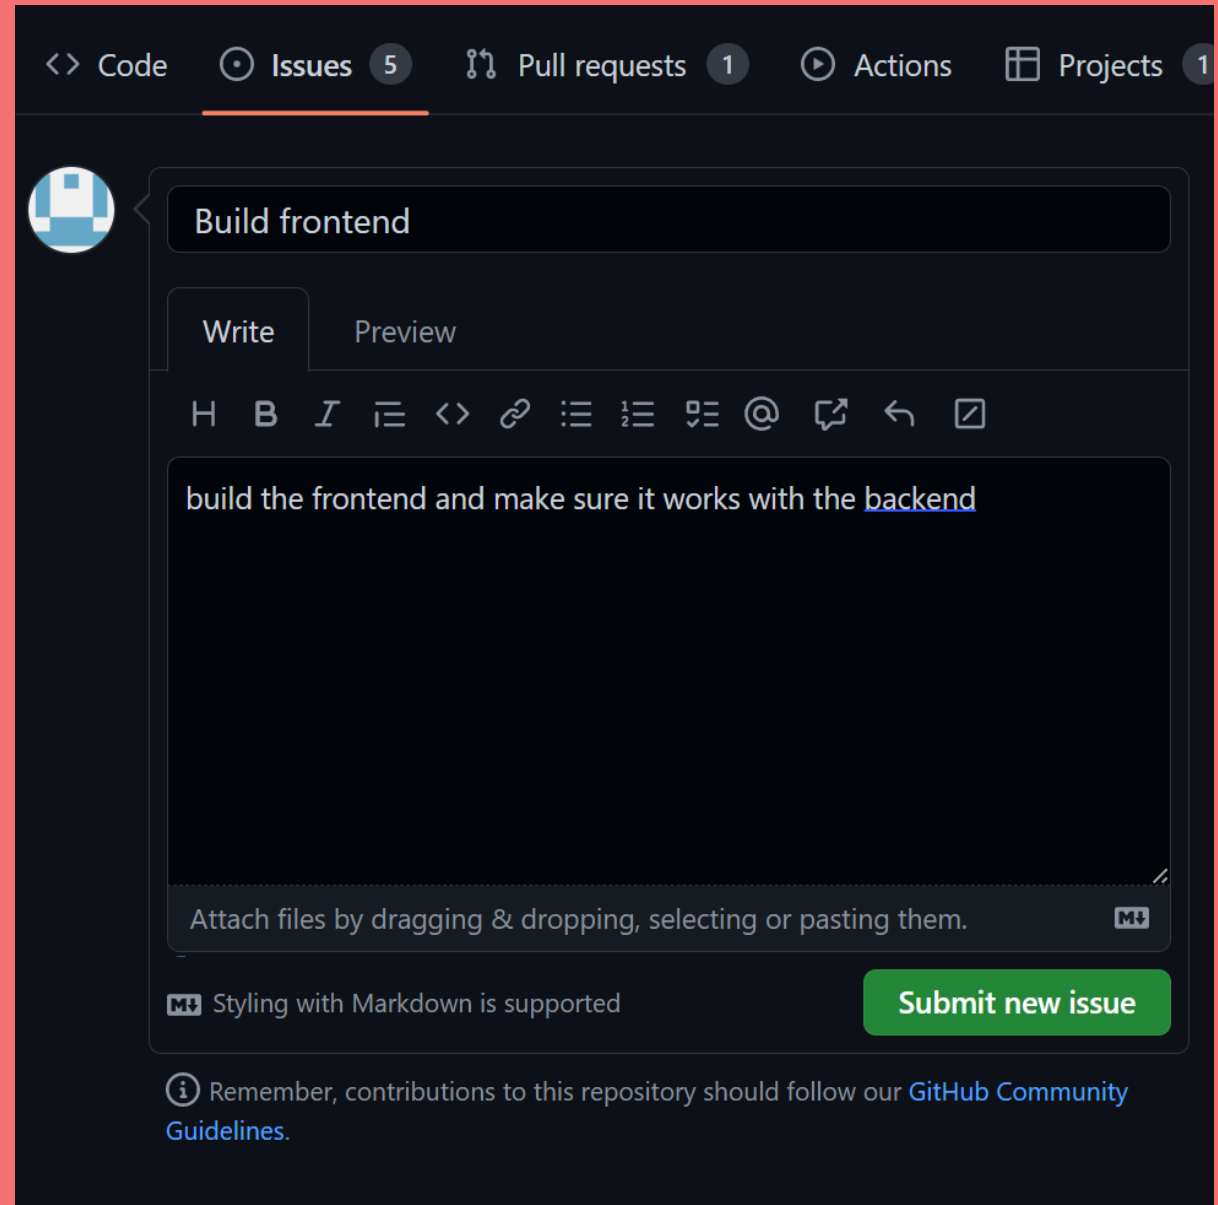 Code Issues 5 Pull requests 1 Actions Projects 1
Build frontend
Write Preview
build the frontend and make sure it works with the backend
Attach files by dragging & dropping, selecting or pasting them.
Styling with Markdown is supported Submit new issue
Remember, contributions to this repository should follow our GitHub Community
Guidelines.